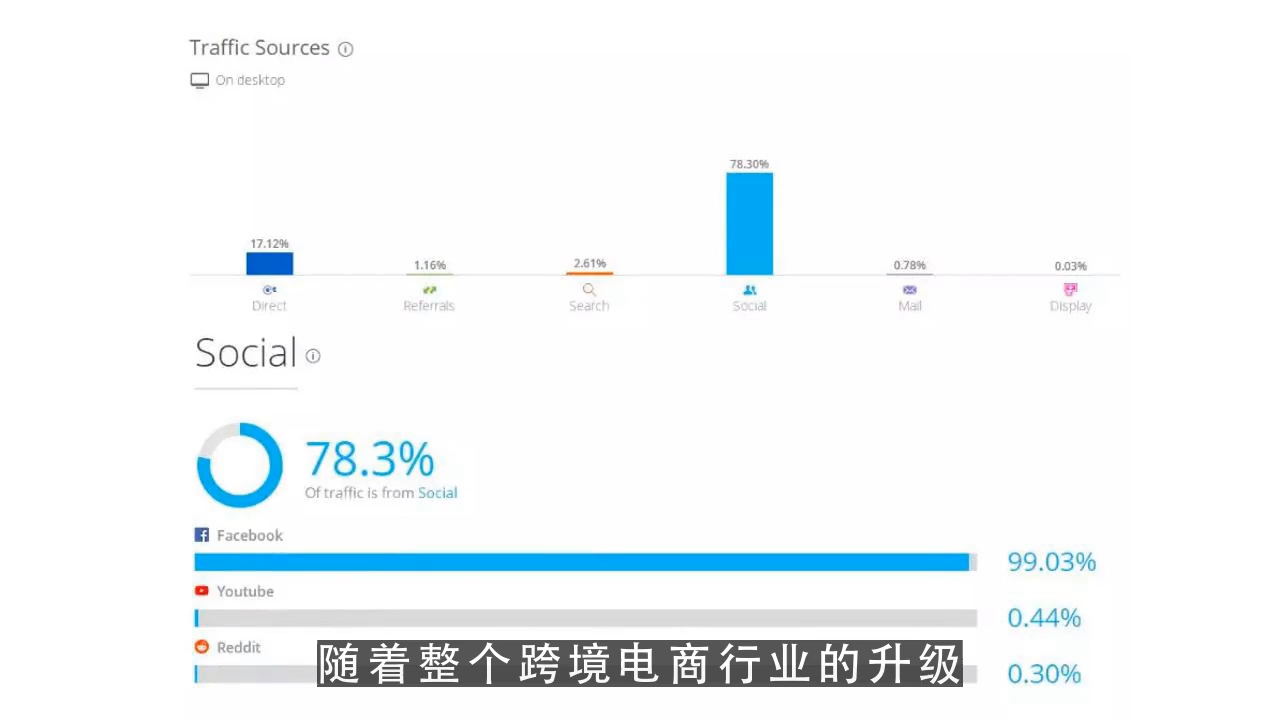 Traffic Sources
On desktop
78.30%
17.12%
1.16%
2.61%
0.78%
0.03%
Direct
Referrals
Search
Social
Mail
Display
Social
78.3%
Of traffic is from Social
Facebook
99.03%
Youtube
0.44%
Reddit
0.30%
随着整个跨境电商行业的升级